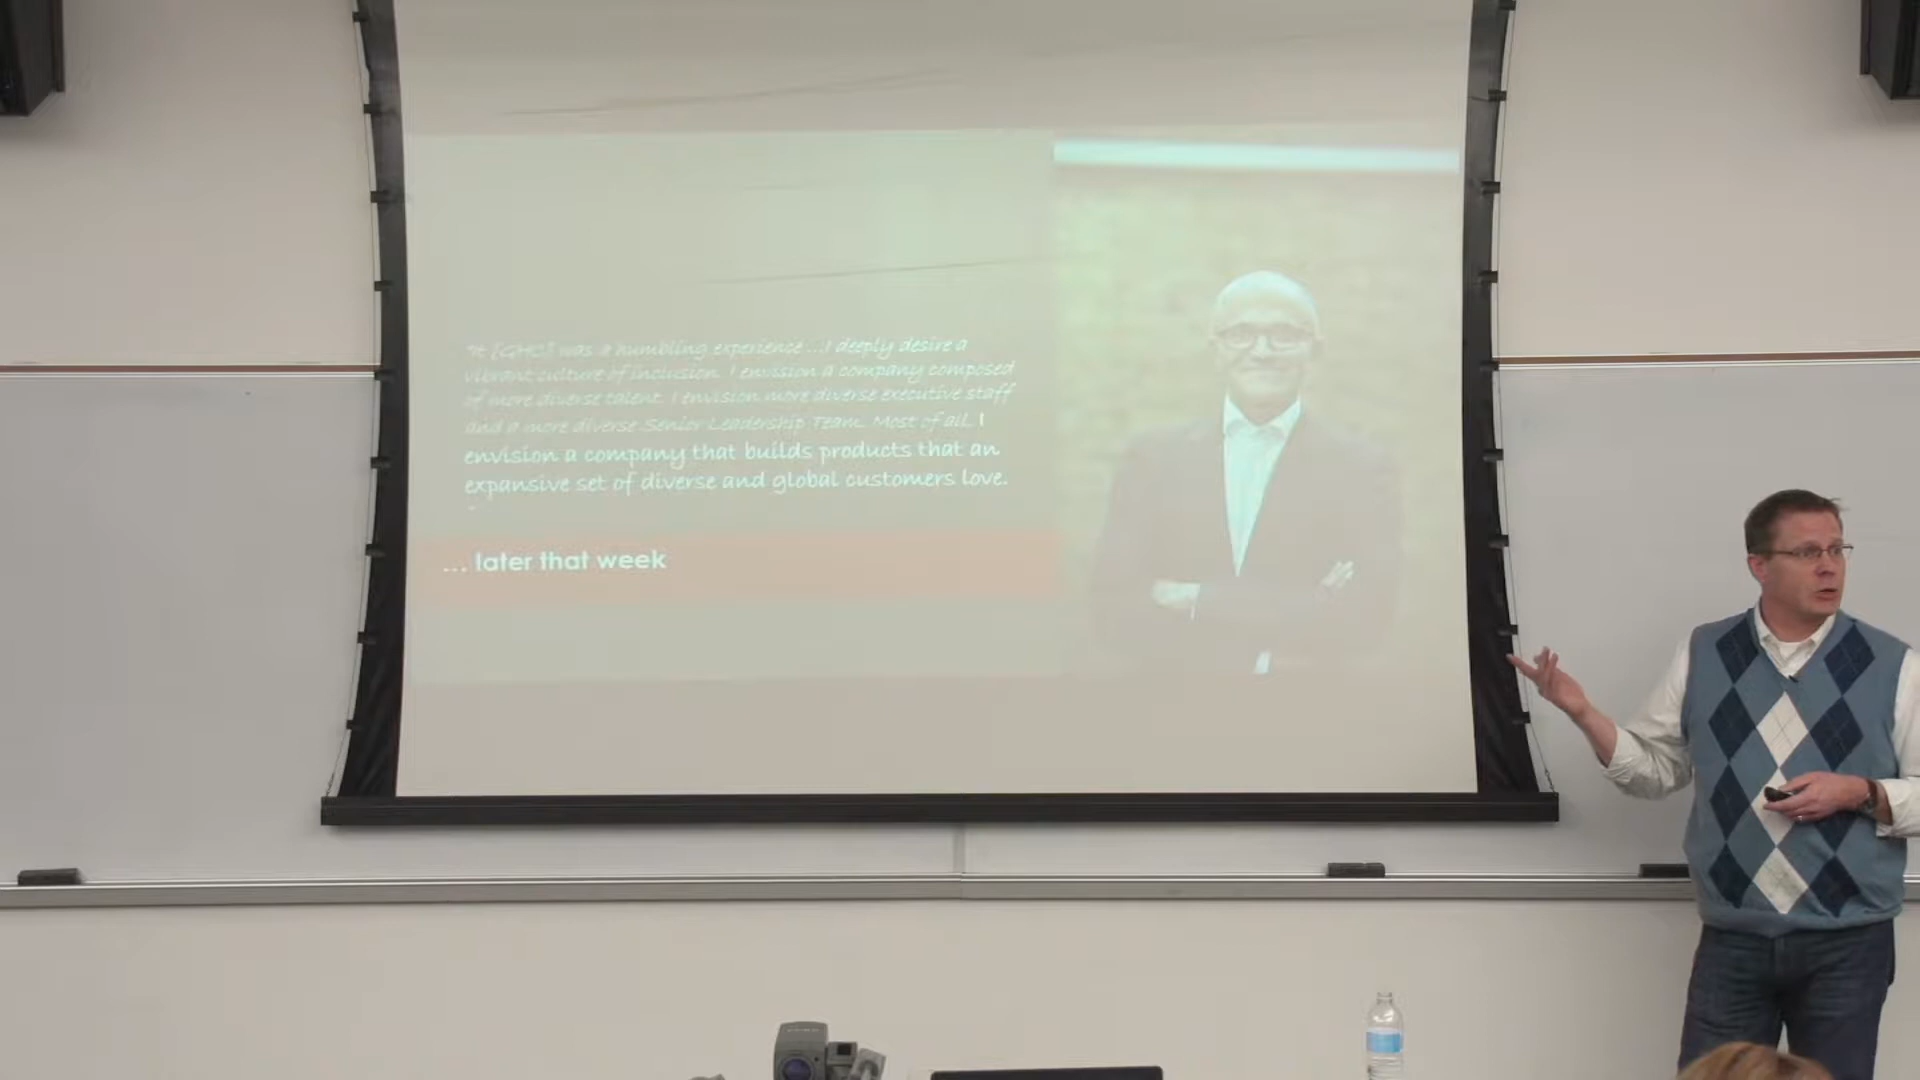 "It [GHC] was a humbling experience ... I deeply desire a
vibrant culture of inclusion. I envision a company composed
of more diverse talent. I envision more diverse executive staff
and a more diverse Senior Leadership Team. Most of all, I
envision a company that builds products that an
expansive set of diverse and global customers love.
"
... later that week